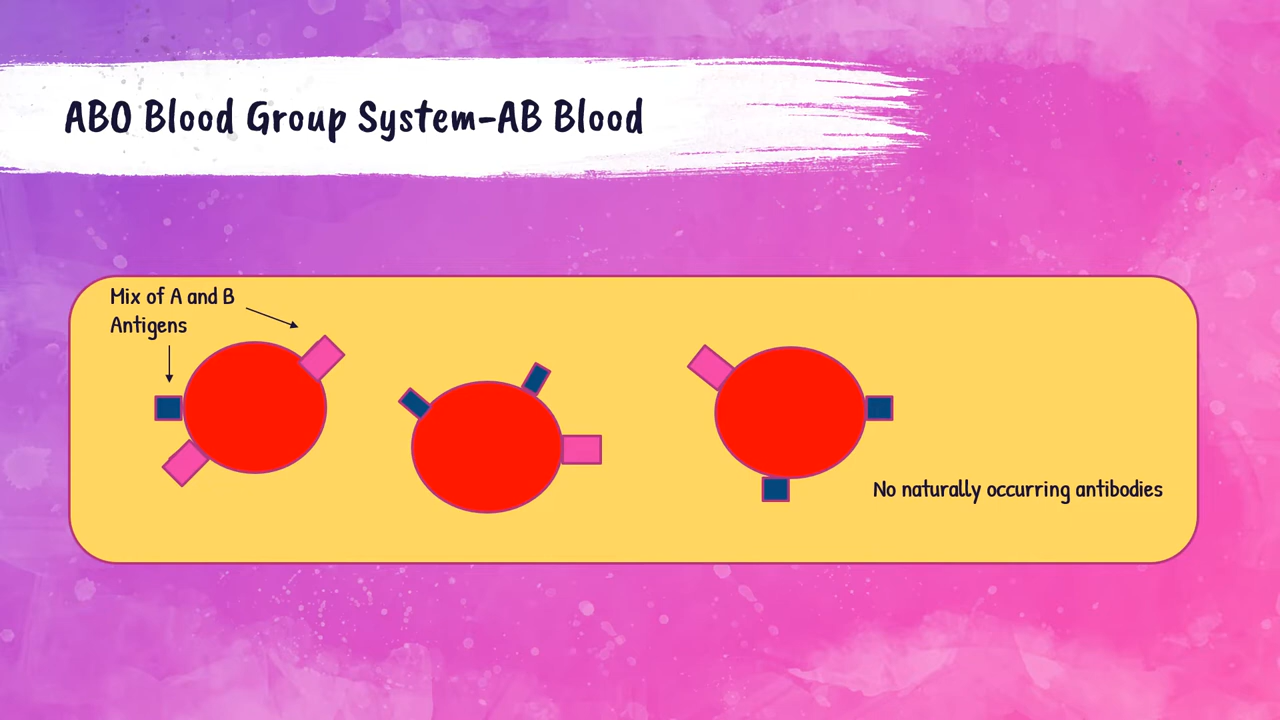 ABO Blood Group System-AB Blood
Mix of A and B
Antigens
No naturally occurring antibodies